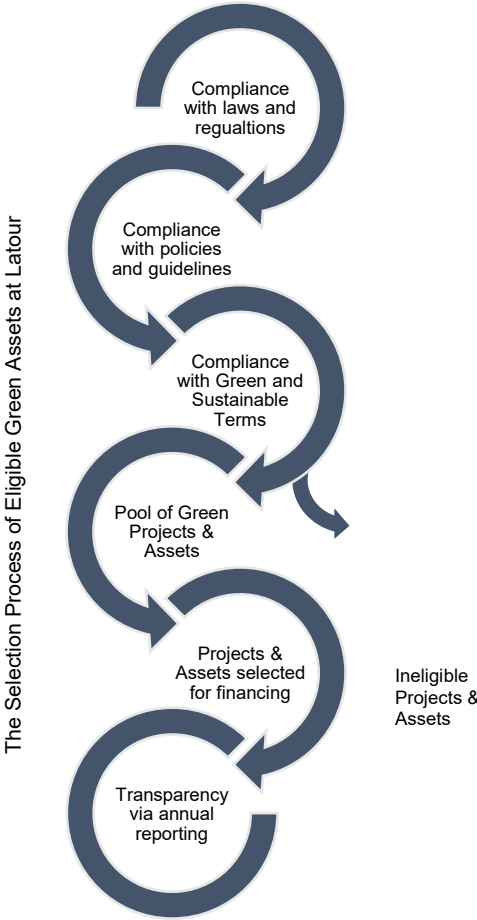 The Selection Process of Eligible Green Assets at Latour
Compliance
with laws and
regualtions
Compliance
with policies
and guidelines
Compliance
with Green and
Sustainable
Terms
Pool of Green
Projects &
Assets
Projects &
Assets selected
for financing
Ineligible
Projects &
Assets
Transparency
via annual
reporting